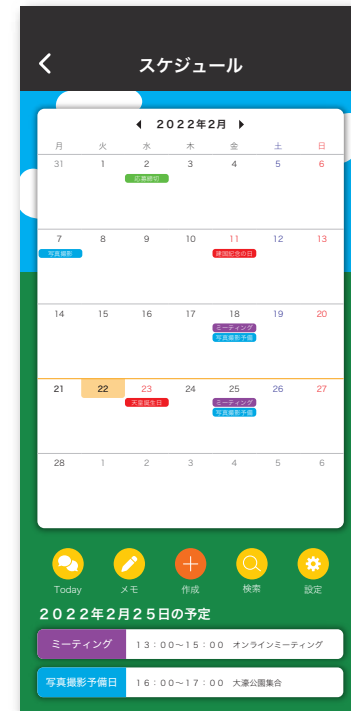 スケジュール
2022年2月
月 火 水 木 金 土 日
31 1 2 3 4 5 6
応募締切
7 8 9 10 11 12 13
写真撮影 建国記念の日
14 15 16 17 18 19 20
ミーティング
写真撮影予備
21 22 23 24 25 26 27
天皇誕生日 ミーティング
写真撮影予備
28 1 2 3 4 5 6
Today メモ 作成 検索 設定
2022年2月25日の予定
ミーティング 13:00~15:00 オンラインミーティング
写真撮影予備日 16:00~17:00 大濠公園集合